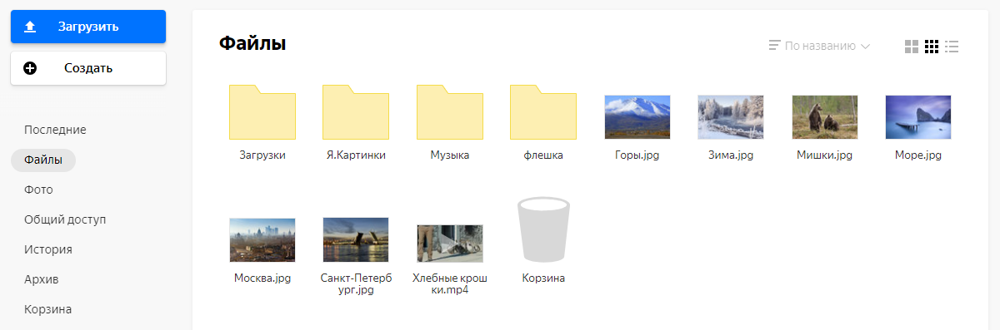 Загрузить
Создать
Последние
Файлы
Фото
Общий доступ
История
Архив
Корзина
Файлы
По названию
Загрузки
Я.Картинки
Музыка
флешка
Горы.jpg
Зима.jpg
Мишки.jpg
Море.jpg
Москва.jpg
Санкт-Петерб
ург.jpg
Хлебные крош
ки.mp4
Корзина